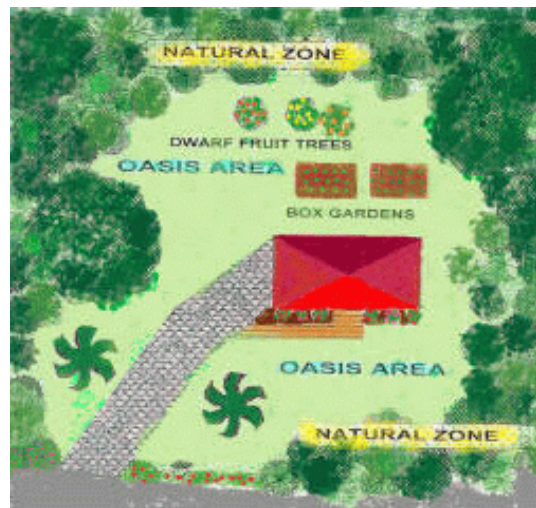 NATURAL ZONE
DWARF FRUIT TREES
OASIS AREA
BOX GARDENS
OASIS AREA
NATURAL ZONE